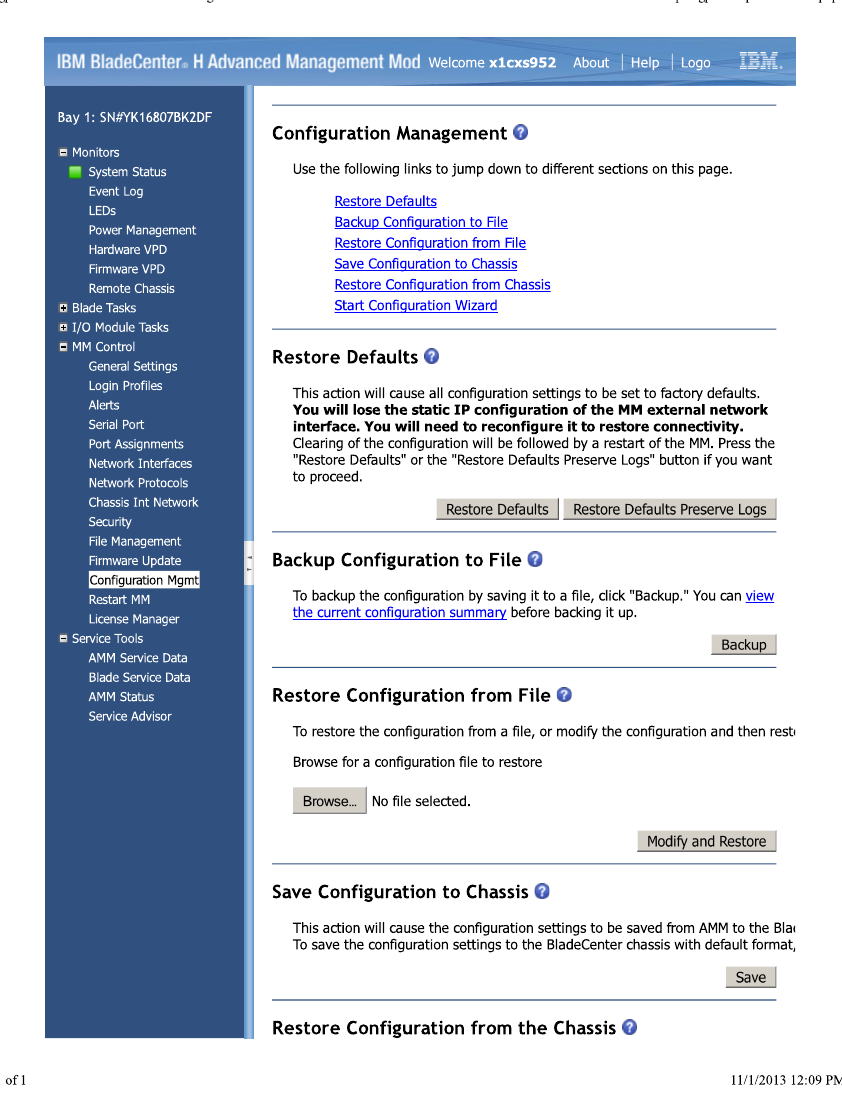 IBM BladeCenter® H Advanced Management Mod Welcome x1cxs952 About | Help | Logo IBM.
Bay 1: SN#YK16807BK2DF
Monitors
System Status
Event Log
LEDs
Power Management
Hardware VPD
Firmware VPD
Remote Chassis
Blade Tasks
I/O Module Tasks
MM Control
General Settings
Login Profiles
Alerts
Serial Port
Port Assignments
Network Interfaces
Network Protocols
Chassis Int Network
Security
File Management
Firmware Update
Configuration Mgmt
Restart MM
License Manager
Service Tools
AMM Service Data
Blade Service Data
AMM Status
Service Advisor
Configuration Management
Use the following links to jump down to different sections on this page.
Restore Defaults
Backup Configuration to File
Restore Configuration from File
Save Configuration to Chassis
Restore Configuration from Chassis
Start Configuration Wizard
Restore Defaults
This action will cause all configuration settings to be set to factory defaults.
You will lose the static IP configuration of the MM external network
interface. You will need to reconfigure it to restore connectivity.
Clearing of the configuration will be followed by a restart of the MM. Press the
"Restore Defaults" or the "Restore Defaults Preserve Logs" button if you want
to proceed.
Restore Defaults Restore Defaults Preserve Logs
Backup Configuration to File
To backup the configuration by saving it to a file, click "Backup." You can view
the current configuration summary before backing it up.
Backup
Restore Configuration from File
To restore the configuration from a file, or modify the configuration and then rest
Browse for a configuration file to restore
Browse... No file selected.
Modify and Restore
Save Configuration to Chassis
This action will cause the configuration settings to be saved from AMM to the Bla
To save the configuration settings to the BladeCenter chassis with default format,
Save
Restore Configuration from the Chassis
of 1
11/1/2013 12:09 PM